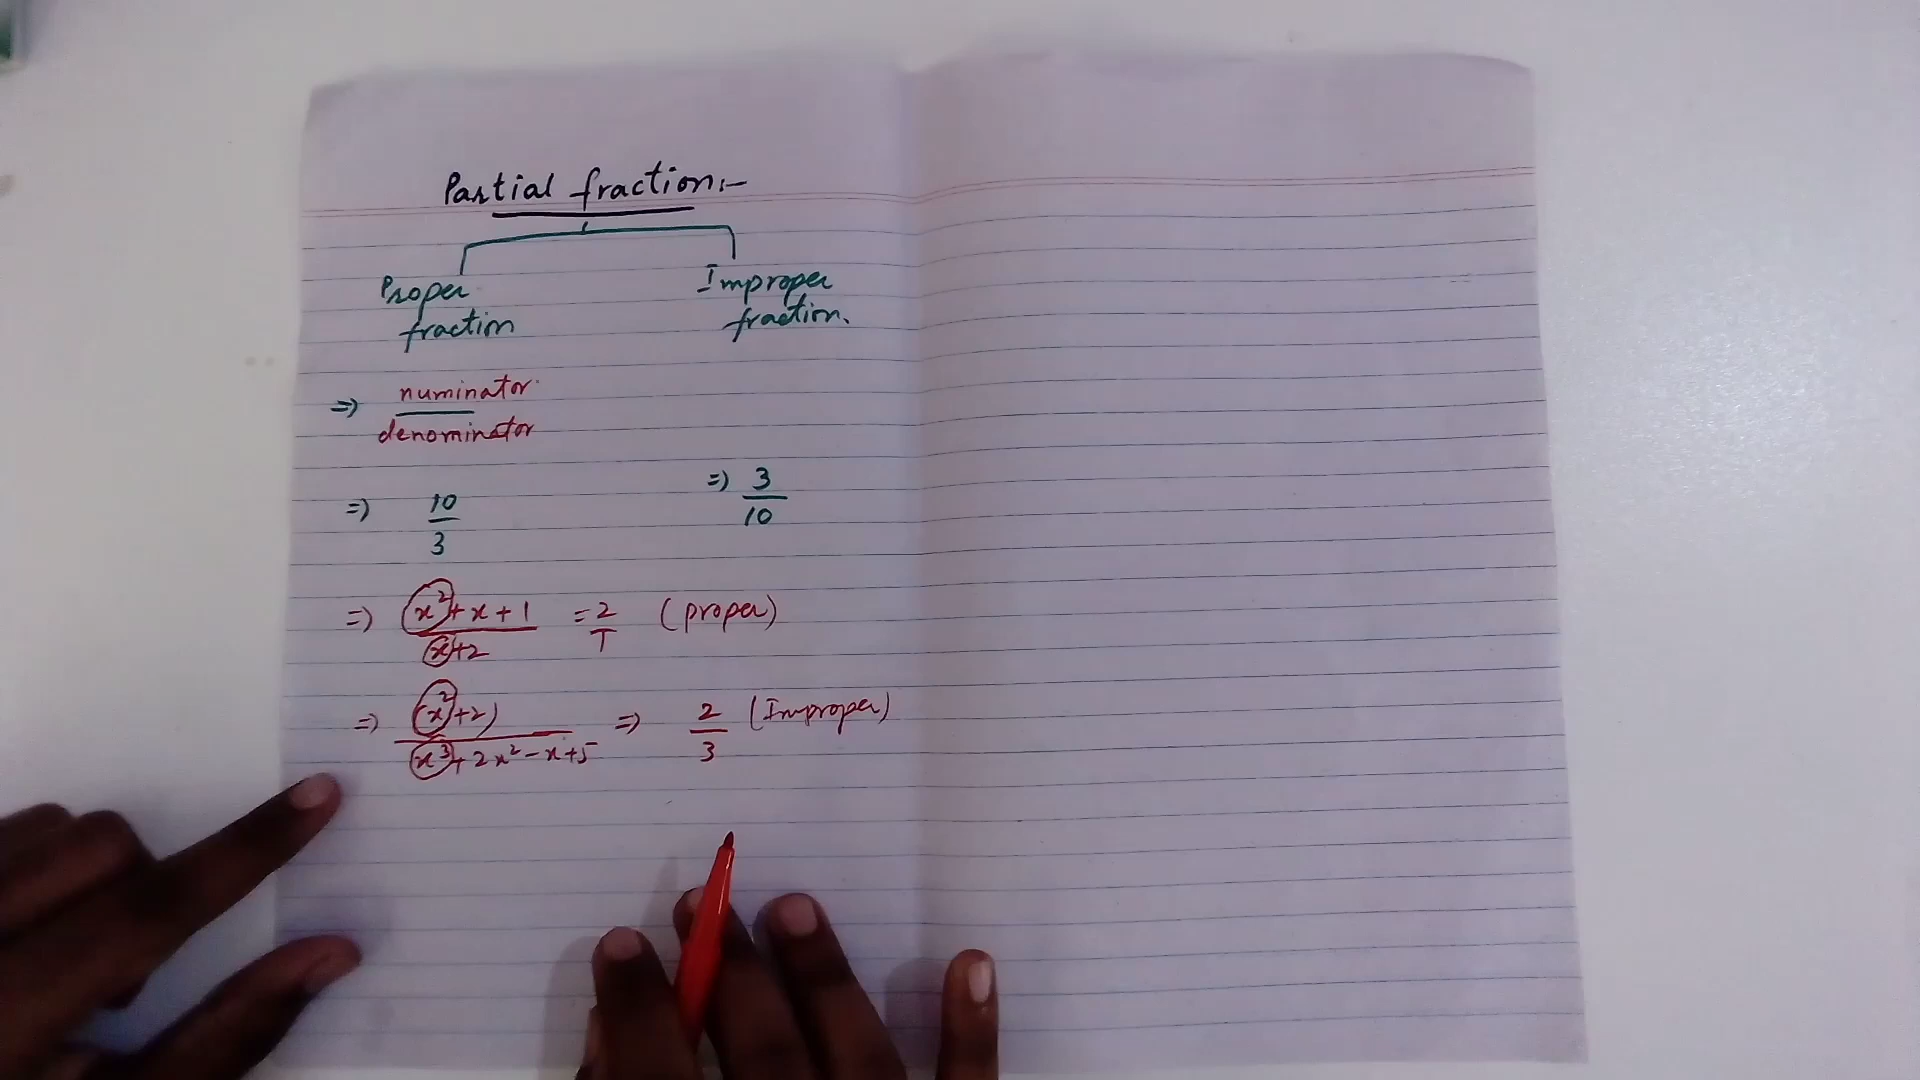 Partial fraction:-
Proper fraction
Improper fraction.
=) numinator
denominator
=) 10/3
=) 3/10
=) x²+x+1/x+2 = 2/1 (proper)
=) (x²+2)/x³+2x²-x+5 => 2/3 (Improper)